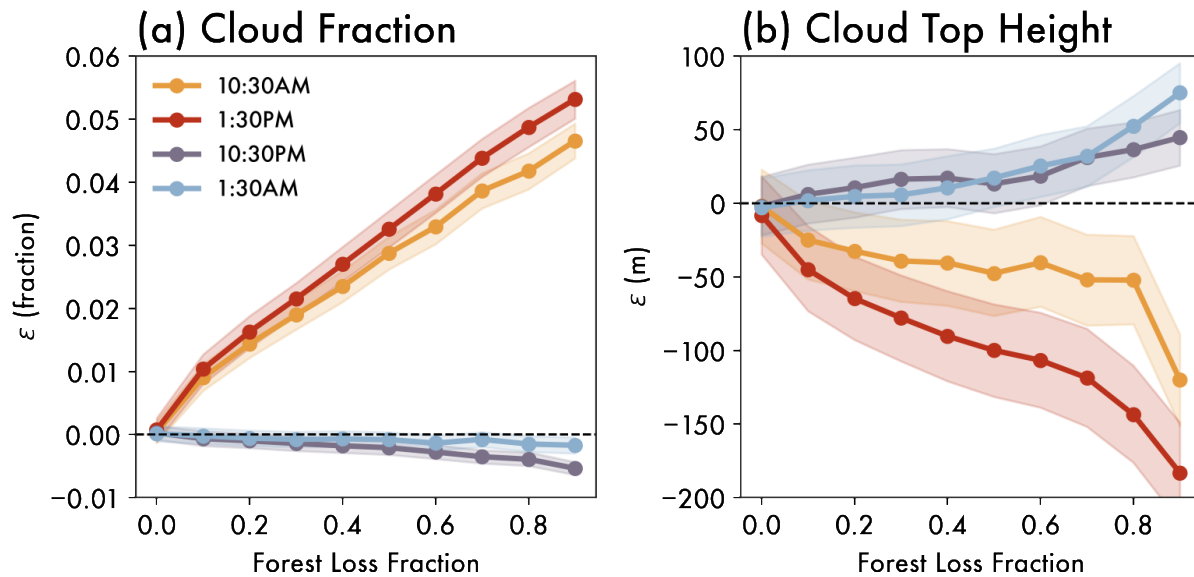 (a) Cloud Fraction
0.06
0.05
0.04
0.03
0.02
0.01
0.00
−0.01
ε (fraction)
10:30AM
1:30PM
10:30PM
1:30AM
0.0 0.2 0.4 0.6 0.8
Forest Loss Fraction
(b) Cloud Top Height
100
50
0
−50
−100
−150
−200
ε (m)
0.0 0.2 0.4 0.6 0.8
Forest Loss Fraction